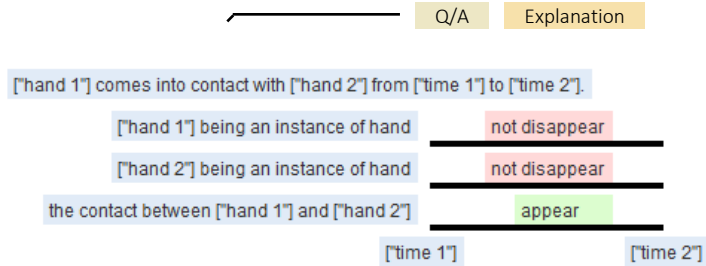 Q/A Explanation
["hand 1"] comes into contact with ["hand 2"] from ["time 1"] to ["time 2"].
["hand 1"] being an instance of hand not disappear
["hand 2"] being an instance of hand not disappear
the contact between ["hand 1"] and ["hand 2"] appear
["time 1"] ["time 2"]